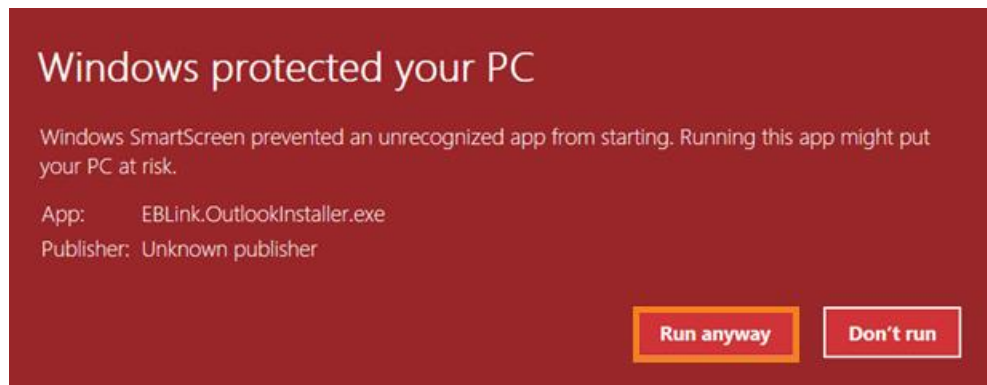 Windows protected your PC
Windows SmartScreen prevented an unrecognized app from starting. Running this app might put
your PC at risk.
App: EBLink.OutlookInstaller.exe
Publisher: Unknown publisher
Run anyway Don't run